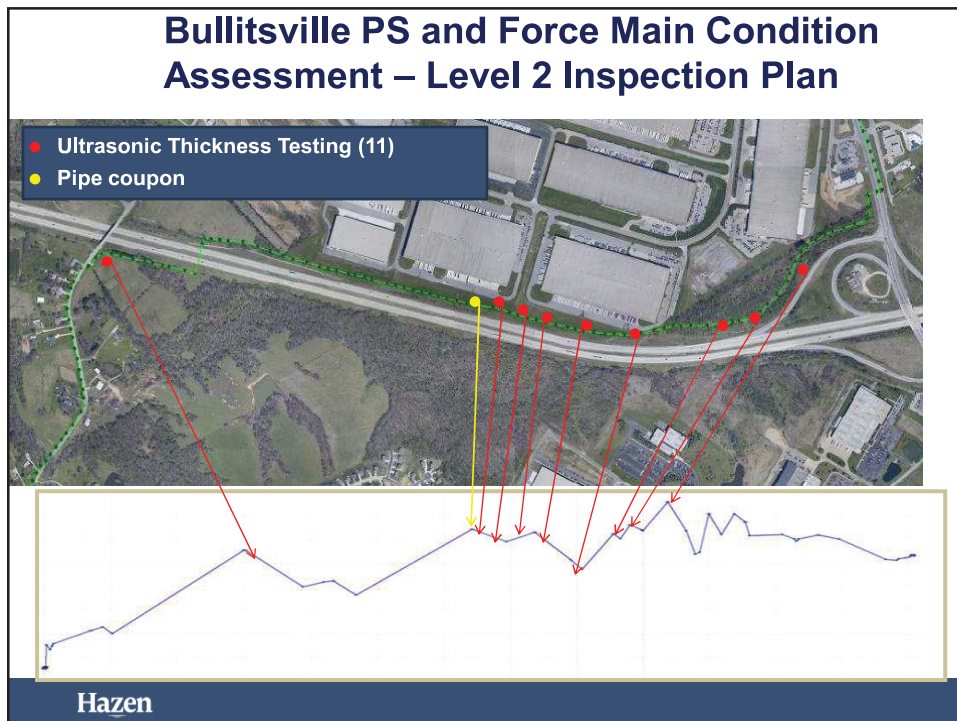 Bullitsville PS and Force Main Condition
Assessment – Level 2 Inspection Plan
Ultrasonic Thickness Testing (11)
Pipe coupon
Hazen